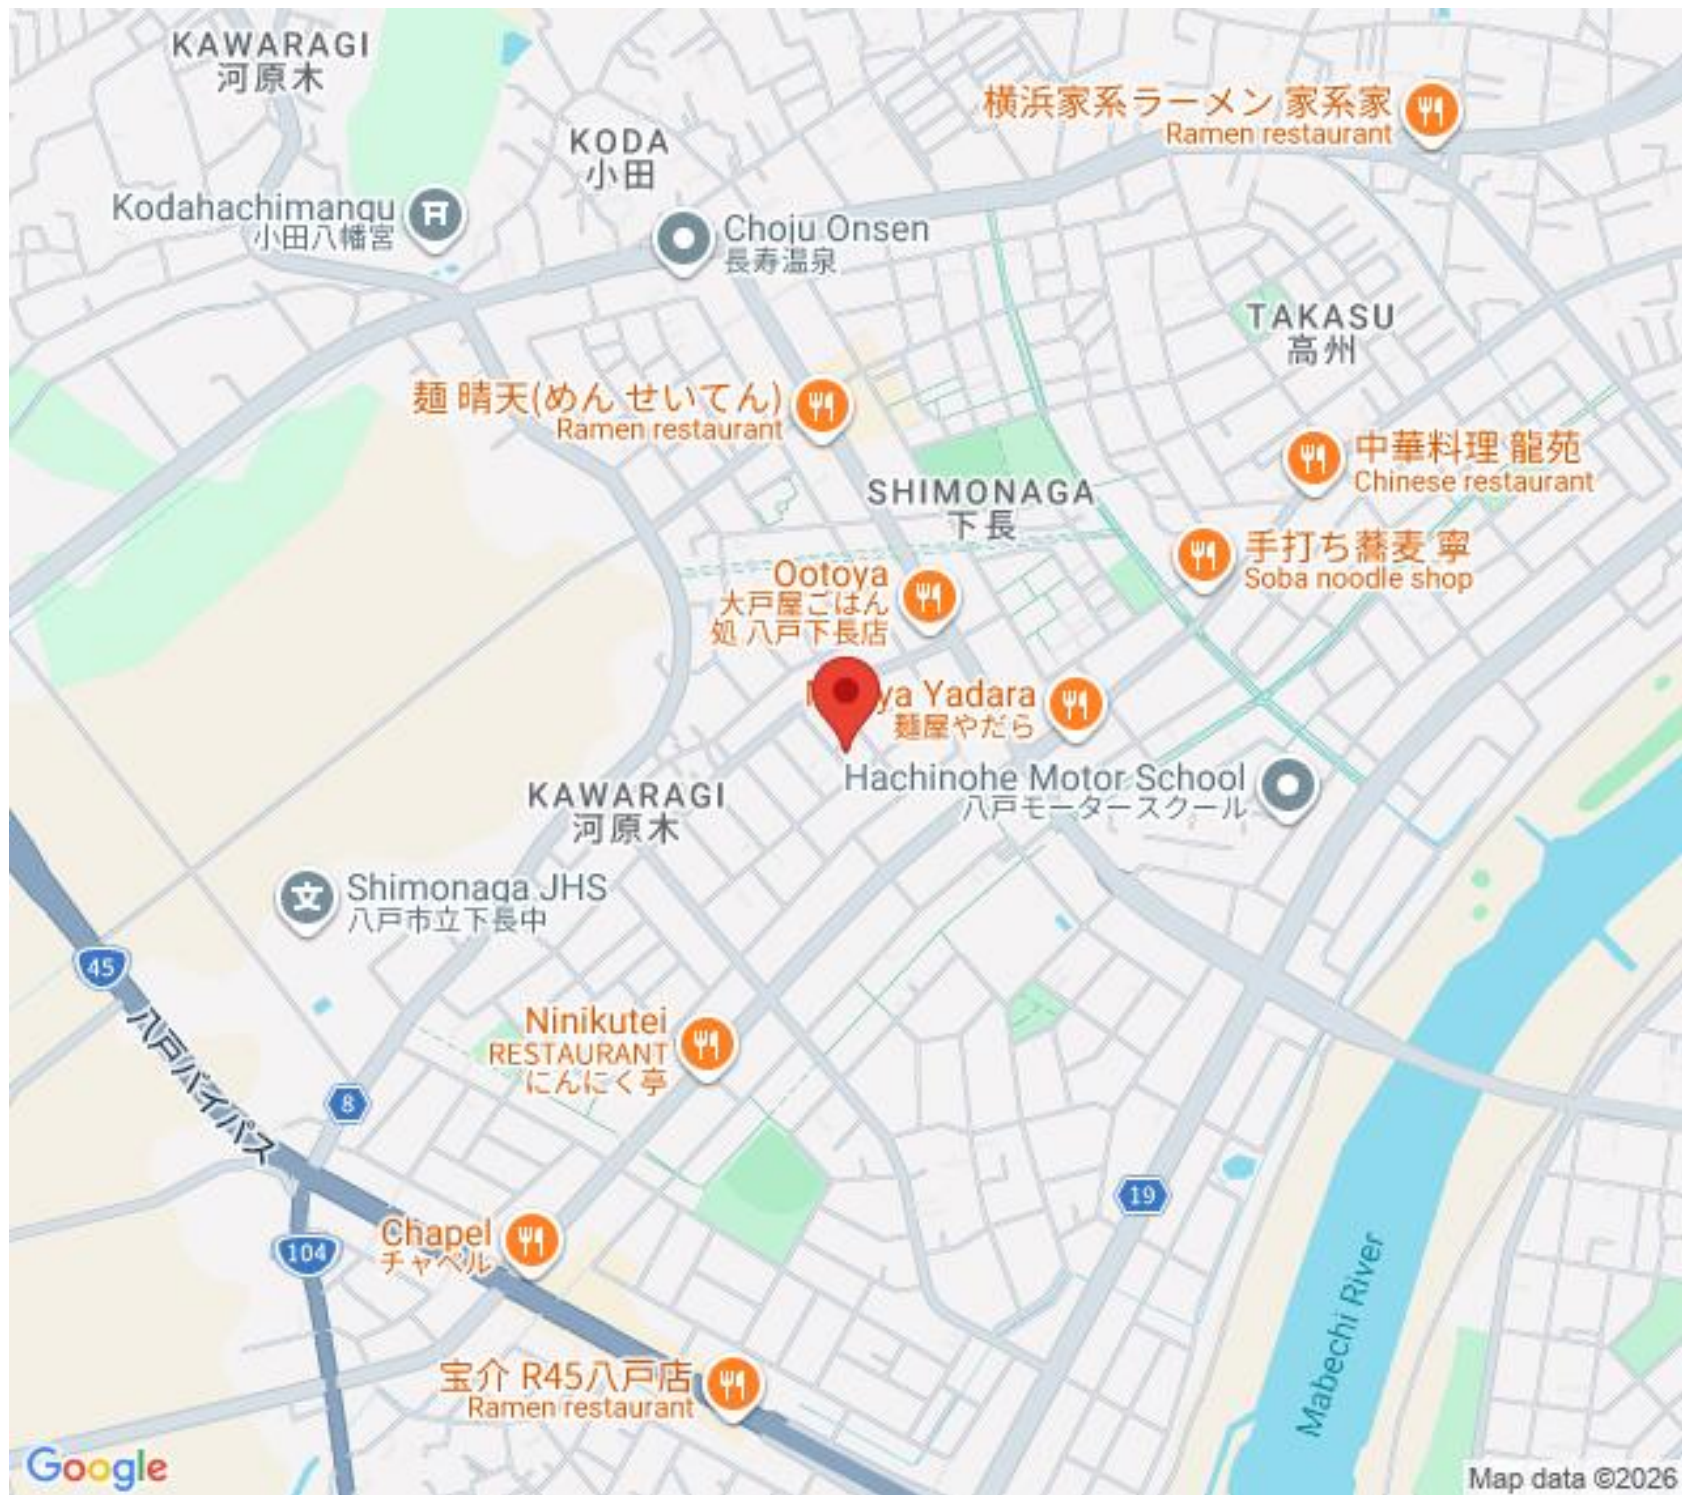 KAWARAGI
河原木
KODA
小田
横浜家系ラーメン 家系家
Ramen restaurant
Kodahachimangu
小田八幡宮
Choju Onsen
長寿温泉
TAKASU
高州
麺 晴天(めん せいてん)
Ramen restaurant
中華料理 龍苑
Chinese restaurant
SHIMONAGA
下長
手打ち蕎麦 寧
Soba noodle shop
Ootoya
大戸屋ごはん
処 八戸下長店
Yadara
麺屋やだら
Hachinohe Motor School
八戸モータースクール
KAWARAGI
河原木
Shimonaga JHS
八戸市立下長中
45
八戸バイパス
Ninikutei
RESTAURANT
にんにく亭
8
19
104
Chapel
チャペル
Mabechi River
宝介 R45八戸店
Ramen restaurant
Google
Map data ©2026